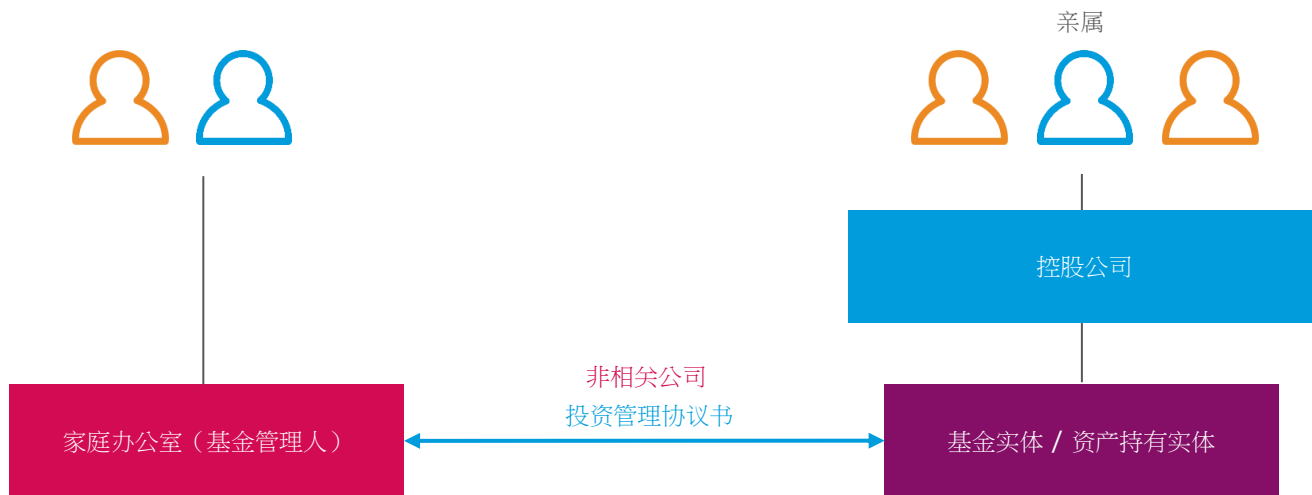 亲属
控股公司
非相关公司
投资管理协议书
家庭办公室（基金管理人）
基金实体 / 资产持有实体